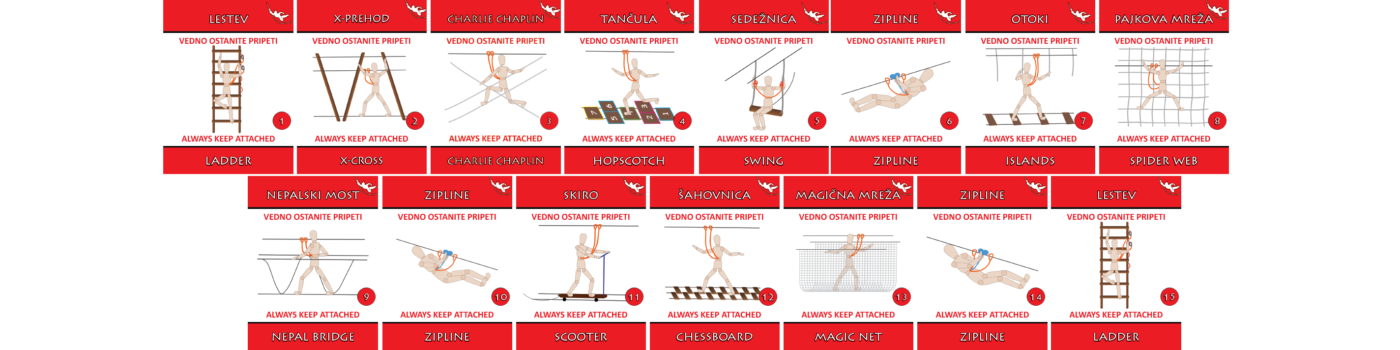 LESTEV
VEDNO OSTANITE PRIPETI
1
ALWAYS KEEP ATTACHED
LADDER
X-PREHOD
VEDNO OSTANITE PRIPETI
2
ALWAYS KEEP ATTACHED
X-CROSS
CHARLIE CHAPLIN
VEDNO OSTANITE PRIPETI
3
ALWAYS KEEP ATTACHED
CHARLIE CHAPLIN
TANČULA
VEDNO OSTANITE PRIPETI
4
ALWAYS KEEP ATTACHED
HOPSCOTCH
SEDEŽNICA
VEDNO OSTANITE PRIPETI
5
ALWAYS KEEP ATTACHED
SWING
ZIPLINE
VEDNO OSTANITE PRIPETI
6
ALWAYS KEEP ATTACHED
ZIPLINE
OTOKI
VEDNO OSTANITE PRIPETI
7
ALWAYS KEEP ATTACHED
ISLANDS
PAJKOVA MREŽA
VEDNO OSTANITE PRIPETI
8
ALWAYS KEEP ATTACHED
SPIDER WEB
NEPALSKI MOST
VEDNO OSTANITE PRIPETI
9
ALWAYS KEEP ATTACHED
NEPAL BRIDGE
ZIPLINE
VEDNO OSTANITE PRIPETI
10
ALWAYS KEEP ATTACHED
ZIPLINE
SKIRO
VEDNO OSTANITE PRIPETI
11
ALWAYS KEEP ATTACHED
SCOOTER
ŠAHOVNICA
VEDNO OSTANITE PRIPETI
12
ALWAYS KEEP ATTACHED
CHESSBOARD
MAGIČNA MREŽA
VEDNO OSTANITE PRIPETI
13
ALWAYS KEEP ATTACHED
MAGIC NET
ZIPLINE
VEDNO OSTANITE PRIPETI
14
ALWAYS KEEP ATTACHED
ZIPLINE
LESTEV
VEDNO OSTANITE PRIPETI
15
ALWAYS KEEP ATTACHED
LADDER